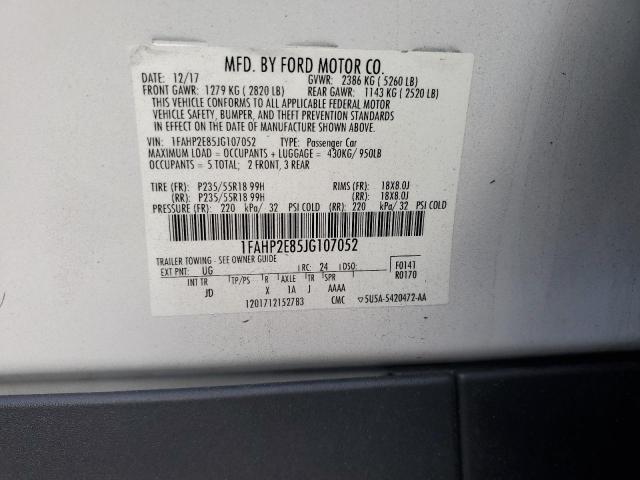 MFD. BY FORD MOTOR CO.
DATE: 12/17 GVWR: 2386 KG ( 5260 LB)
FRONT GAWR: 1279 KG ( 2820 LB) REAR GAWR: 1143 KG ( 2520 LB)
THIS VEHICLE CONFORMS TO ALL APPLICABLE FEDERAL MOTOR
VEHICLE SAFETY, BUMPER, AND THEFT PREVENTION STANDARDS
IN EFFECT ON THE DATE OF MANUFACTURE SHOWN ABOVE.
VIN: 1FAHP2E85JG107052 TYPE: Passenger Car
MAXIMUM LOAD = OCCUPANTS + LUGGAGE = 430KG/ 950LB
OCCUPANTS = 5 TOTAL; 2 FRONT, 3 REAR
TIRE (FR): P235/55R18 99H RIMS (FR): 18X8.0J
(RR): P235/55R18 99H (RR): 18X8.0J
PRESSURE (FR): 220 kPa/ 32 PSI COLD (RR): 220 kPa/ 32 PSI COLD
1FAHP2E85JG107052
TRAILER TOWING - SEE OWNER GUIDE
EXT PNT: UG RC: 24 DSO: F0141
INT TR TP/PS R AXLE TR SPR R0170
JD X 1A J AAAA
1201712152783 CMC ▽5U5A-5420472-AA